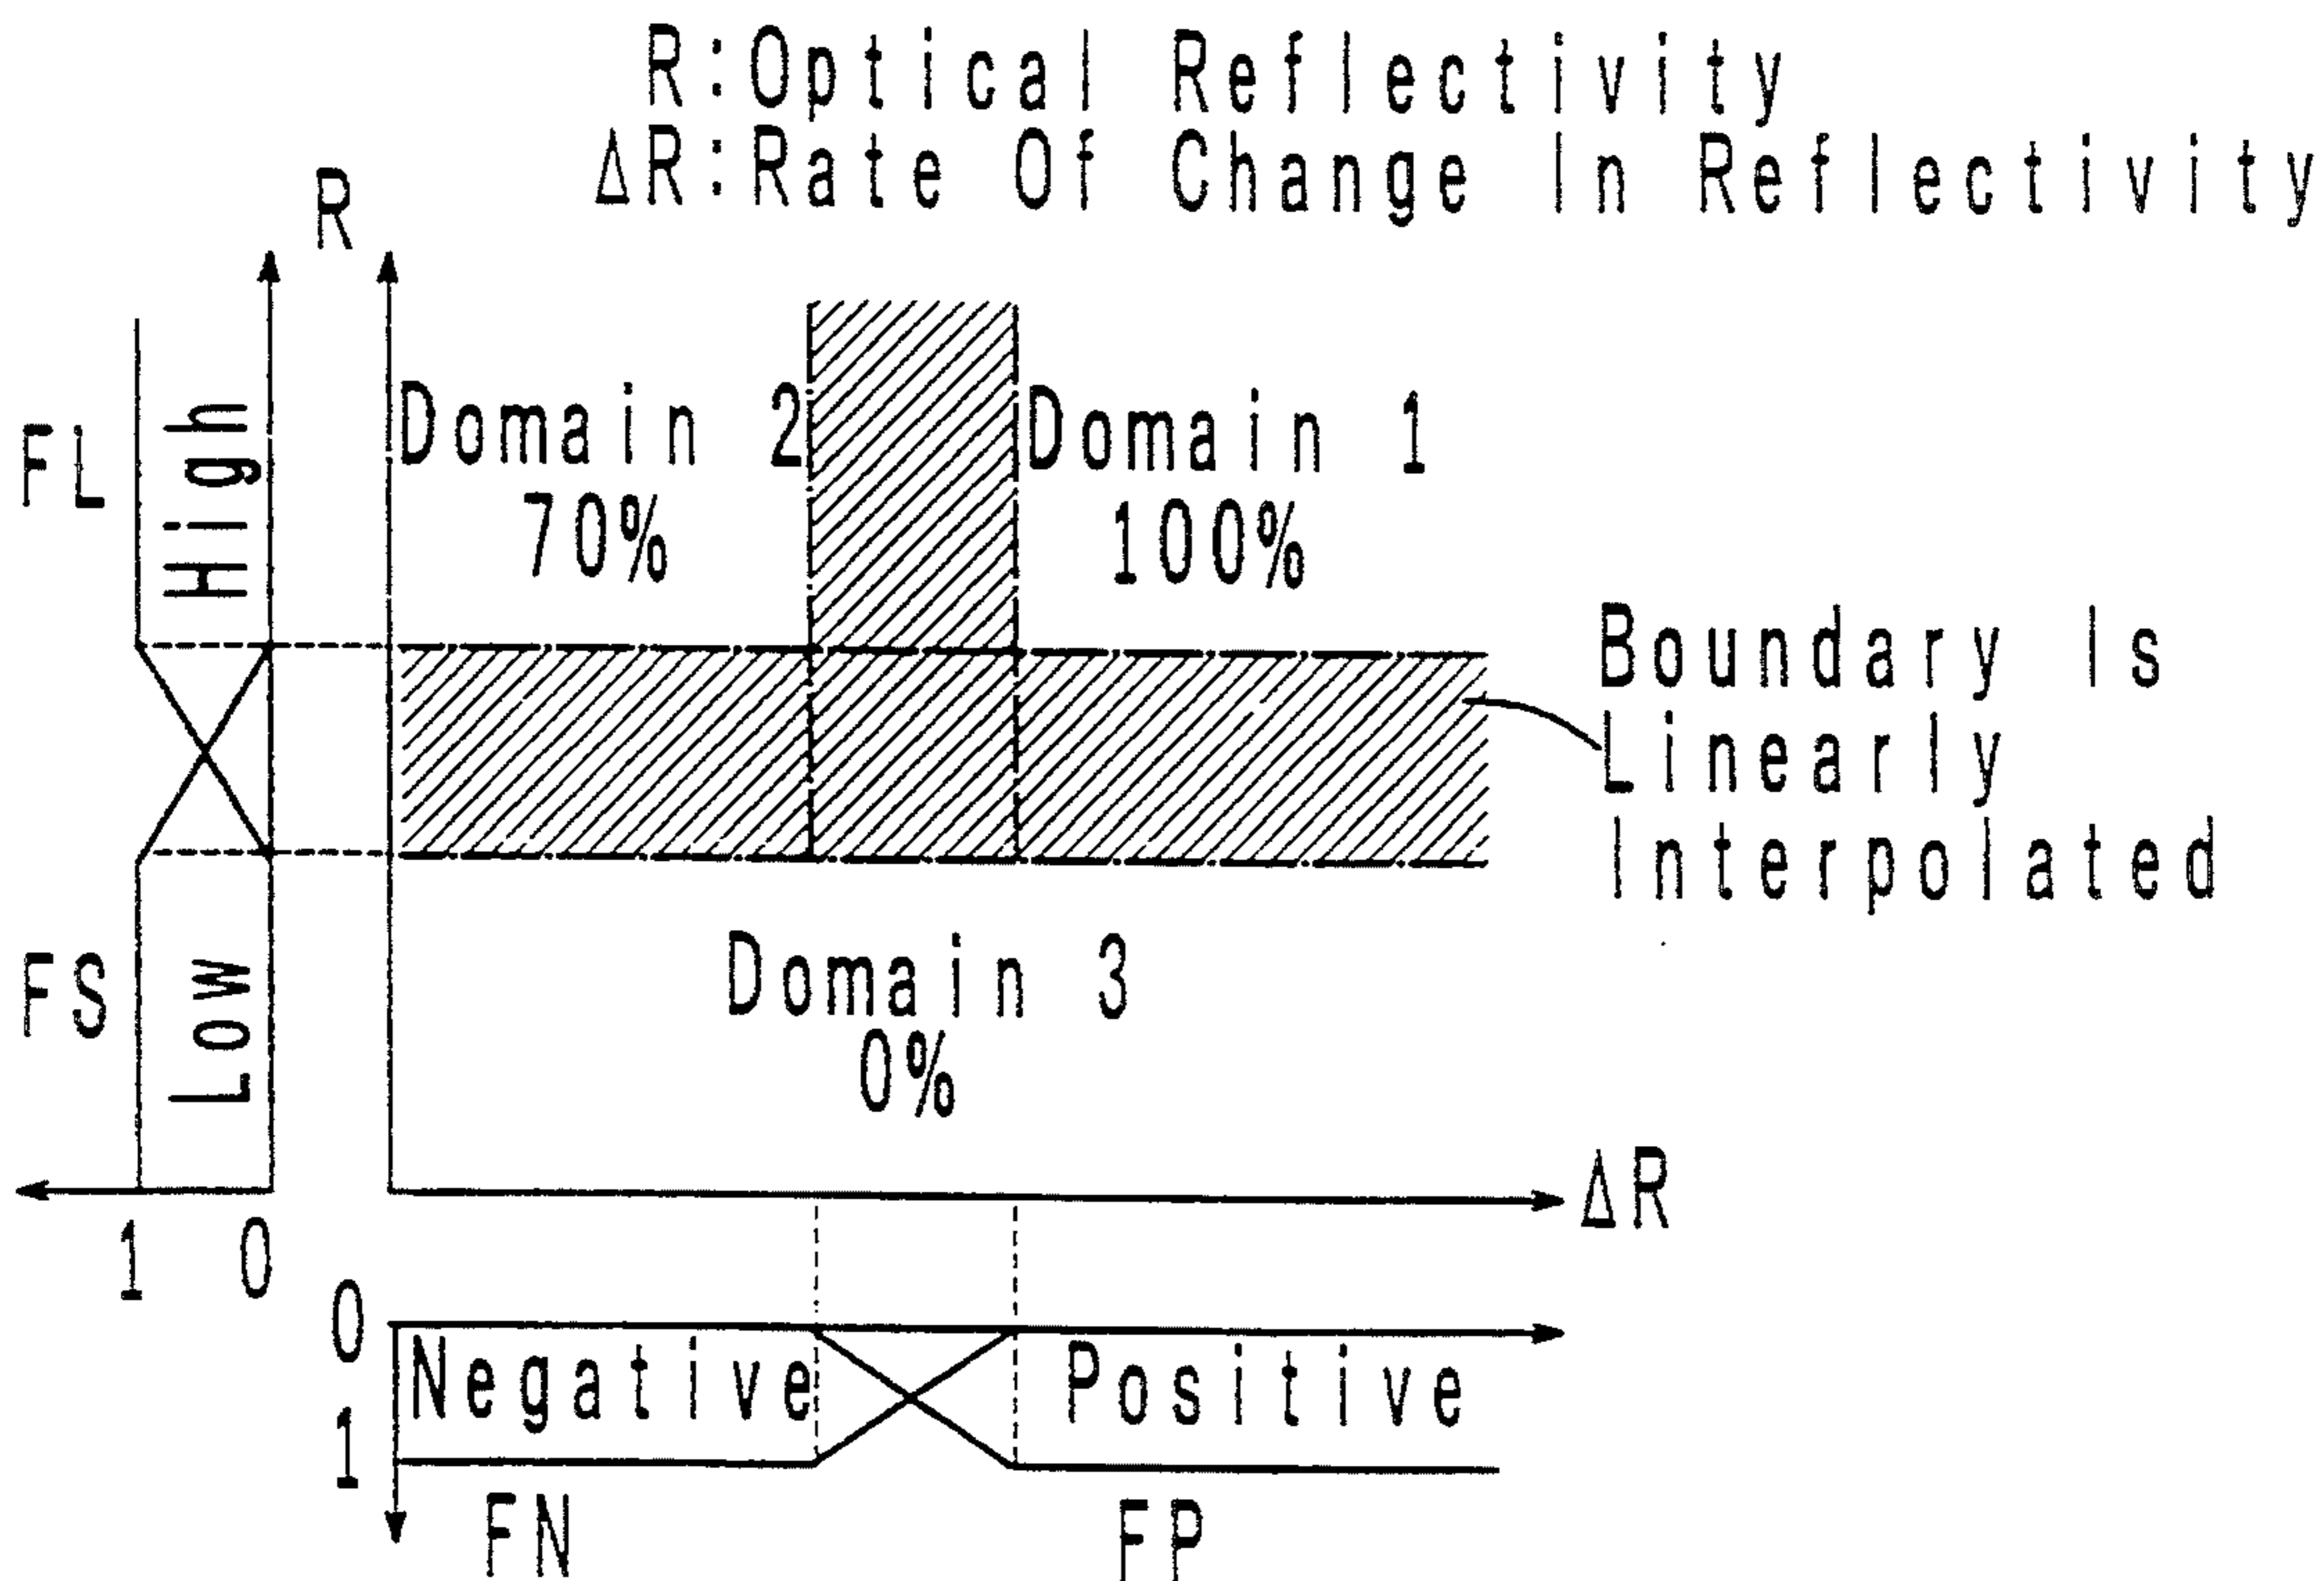 R:Optical Reflectivity
ΔR:Rate Of Change In Reflectivity
R
FL
High
Domain 2
70%
Domain 1
100%
Boundary Is
Linearly
Interpolated
FS
Low
Domain 3
0%
ΔR
1 0
0
Negative
Positive
1
FN
FP